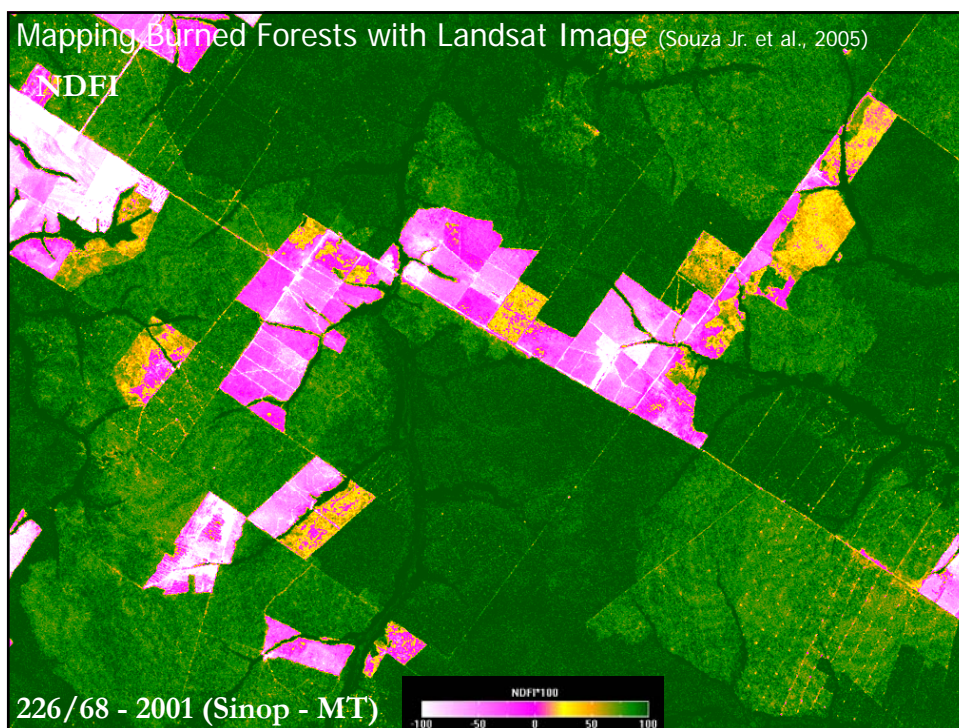 Mapping Burned Forests with Landsat Image (Souza Jr. et al., 2005)
NDFI
226/68 - 2001 (Sinop - MT)
NDFI*100
-100 -50 0 50 100